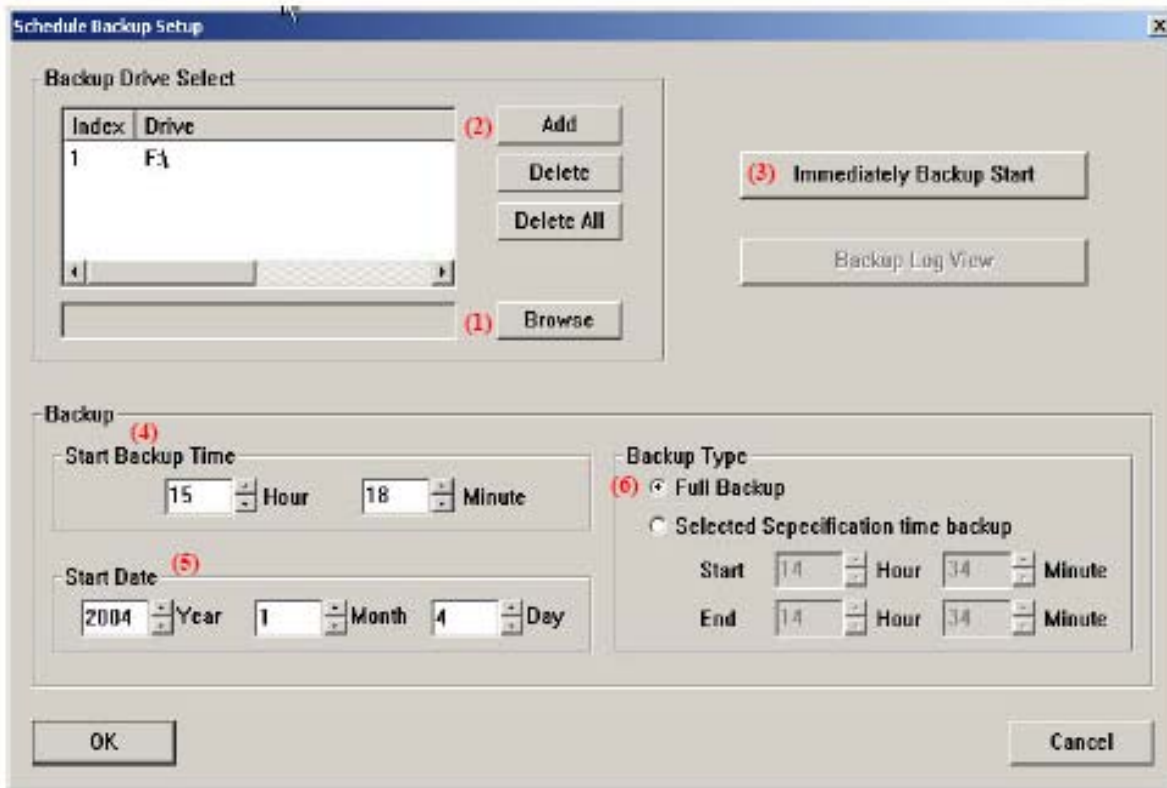 Schedule Backup Setup
Backup Drive Select
Index Drive
1 F:\
(2) Add
Delete
Delete All
(1) Browse
(3) Immediately Backup Start
Backup Log View
Backup
(4)
Start Backup Time
15 Hour 18 Minute
(5)
Start Date
2004 Year 1 Month 4 Day
Backup Type
(6) Full Backup
Selected Sepecification time backup
Start 14 Hour 34 Minute
End 14 Hour 34 Minute
OK
Cancel